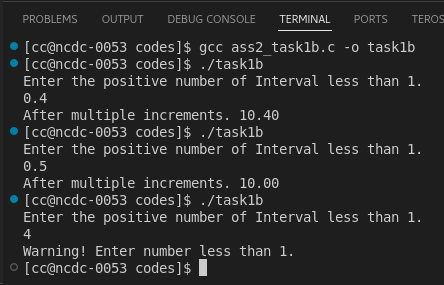 PROBLEMS OUTPUT DEBUG CONSOLE TERMINAL PORTS TEROS
[cc@ncdc-0053 codes]$ gcc ass2_task1b.c -o task1b
[cc@ncdc-0053 codes]$ ./task1b
Enter the positive number of Interval less than 1.
0.4
After multiple increments. 10.40
[cc@ncdc-0053 codes]$ ./task1b
Enter the positive number of Interval less than 1.
0.5
After multiple increments. 10.00
[cc@ncdc-0053 codes]$ ./task1b
Enter the positive number of Interval less than 1.
4
Warning! Enter number less than 1.
[cc@ncdc-0053 codes]$